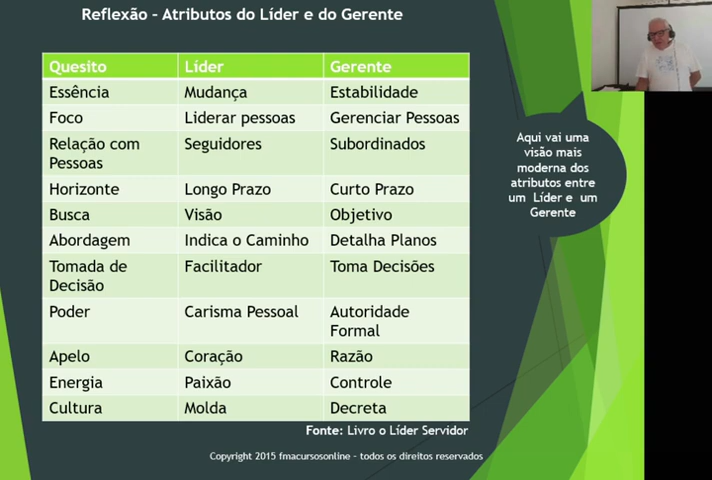 Reflexão – Atributos do Líder e do Gerente
Quesito Líder Gerente
Essência Mudança Estabilidade
Foco Liderar pessoas Gerenciar Pessoas
Relação com Pessoas Seguidores Subordinados
Horizonte Longo Prazo Curto Prazo
Busca Visão Objetivo
Abordagem Indica o Caminho Detalha Planos
Tomada de Decisão Facilitador Toma Decisões
Poder Carisma Pessoal Autoridade Formal
Apelo Coração Razão
Energia Paixão Controle
Cultura Molda Decreta
Fonte: Livro o Líder Servidor
Copyright 2015 fmacursosonline – todos os direitos reservados
Aqui vai uma
visão mais
moderna dos
atributos entre
um Líder e um
Gerente